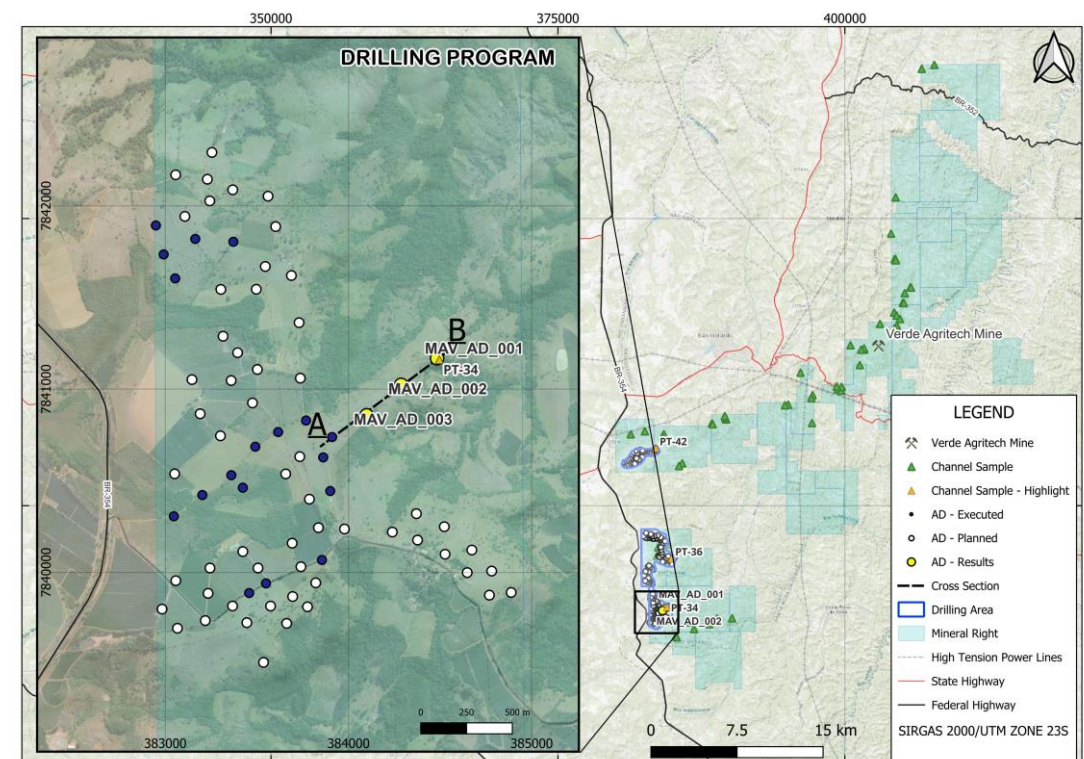 350000
375000
400000
DRILLING PROGRAM
BR-352
7842000
7841000
7840000
B
MAV_AD_001
PT-34
MAV_AD_002
A
MAV_AD_003
BR-354
BR-354
Verde Agritech Mine
PT-42
PT-36
MAV_AD_001
PT-34
MAV_AD_002
LEGEND
Verde Agritech Mine
Channel Sample
Channel Sample - Highlight
AD - Executed
AD - Planned
AD - Results
Cross Section
Drilling Area
Mineral Right
High Tension Power Lines
State Highway
Federal Highway
SIRGAS 2000/UTM ZONE 23S
0 250 500 m
0 7.5 15 km
383000
384000
385000